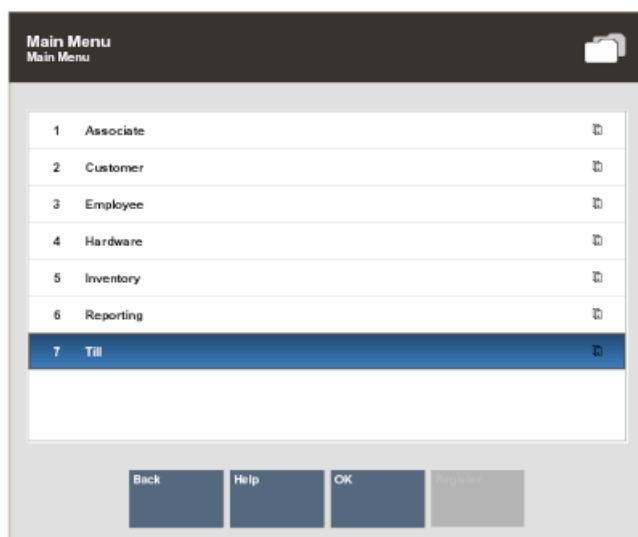 Main Menu
Main Menu
1 Associate
2 Customer
3 Employee
4 Hardware
5 Inventory
6 Reporting
7 Till
Back Help OK Register